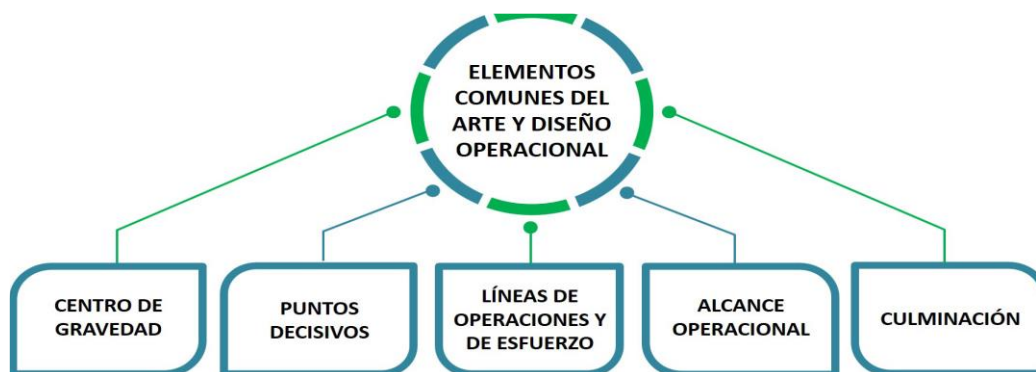 ELEMENTOS
COMUNES DEL
ARTE Y DISEÑO
OPERACIONAL
CENTRO DE
GRAVEDAD
PUNTOS
DECISIVOS
LÍNEAS DE
OPERACIONES Y
DE ESFUERZO
ALCANCE
OPERACIONAL
CULMINACIÓN